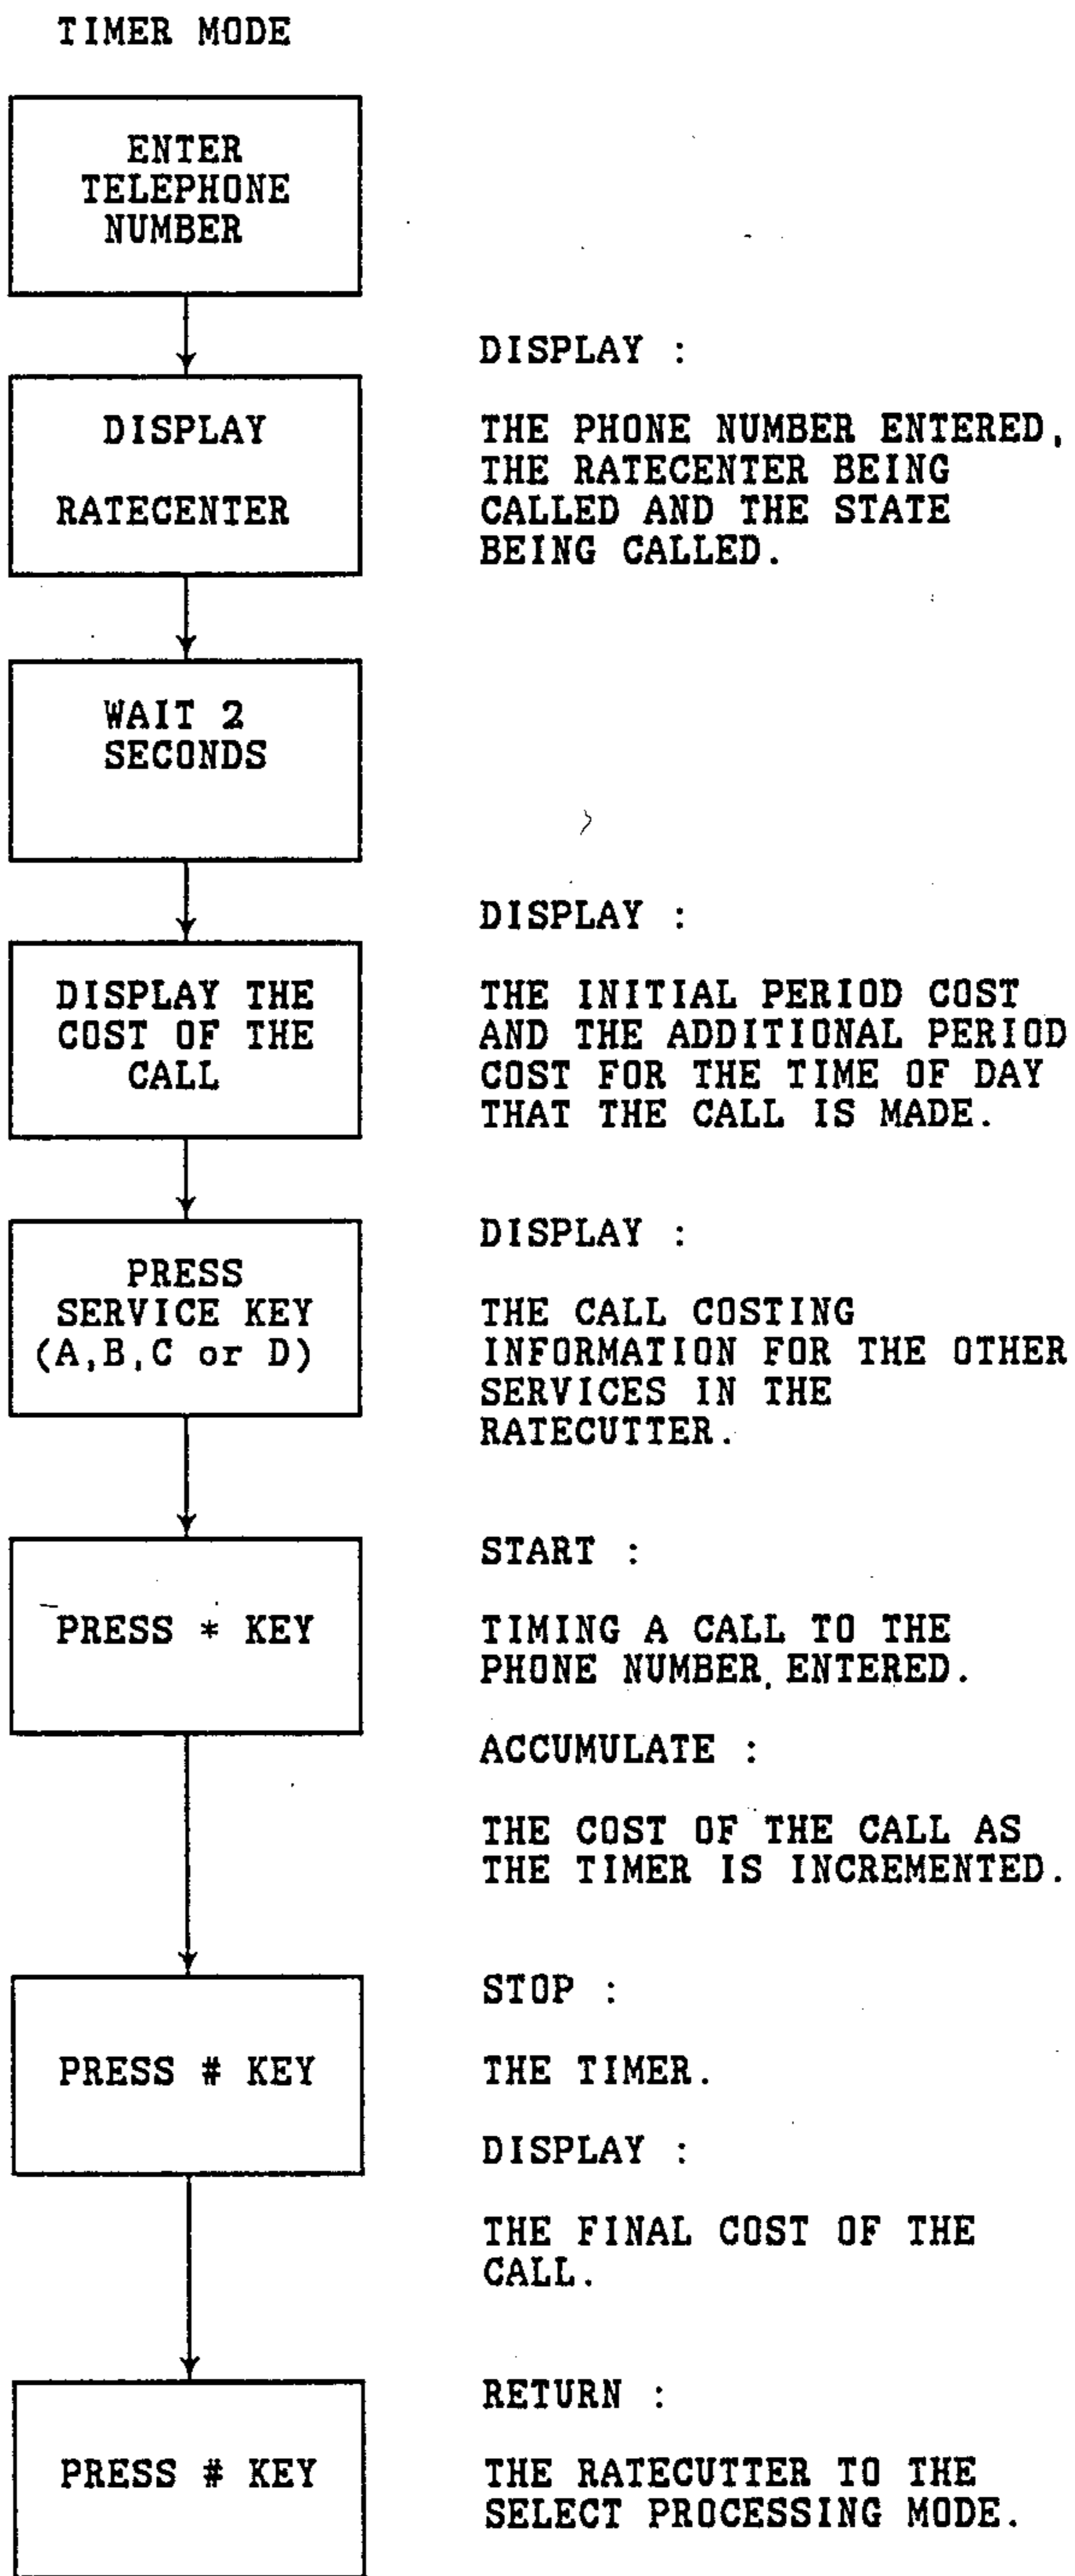 TIMER MODE
ENTER
TELEPHONE
NUMBER
DISPLAY
RATECENTER
DISPLAY :
THE PHONE NUMBER ENTERED,
THE RATECENTER BEING
CALLED AND THE STATE
BEING CALLED.
WAIT 2
SECONDS
DISPLAY THE
COST OF THE
CALL
DISPLAY :
THE INITIAL PERIOD COST
AND THE ADDITIONAL PERIOD
COST FOR THE TIME OF DAY
THAT THE CALL IS MADE.
PRESS
SERVICE KEY
(A,B,C or D)
DISPLAY :
THE CALL COSTING
INFORMATION FOR THE OTHER
SERVICES IN THE
RATECUTTER.
PRESS * KEY
START :
TIMING A CALL TO THE
PHONE NUMBER ENTERED.
ACCUMULATE :
THE COST OF THE CALL AS
THE TIMER IS INCREMENTED.
PRESS # KEY
STOP :
THE TIMER.
DISPLAY :
THE FINAL COST OF THE
CALL.
PRESS # KEY
RETURN :
THE RATECUTTER TO THE
SELECT PROCESSING MODE.